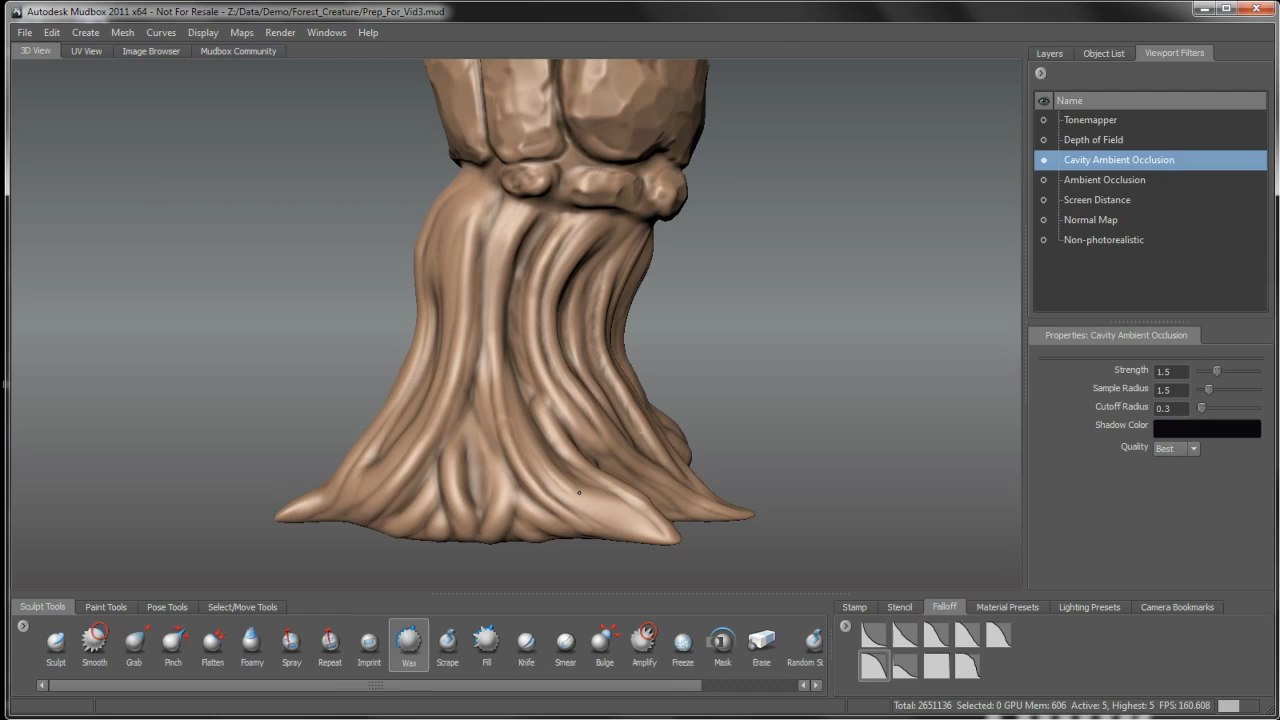 Autodesk Mudbox 2011 x64 - Not For Resale - Z:/Data/Demo/Forest_Creature/Prep_For_Vid3.mud
File Edit Create Mesh Curves Display Maps Render Windows Help
3D View UV View Image Browser Mudbox Community
Layers Object List Viewport Filters
Name
Tonemapper
Depth of Field
Cavity Ambient Occlusion
Ambient Occlusion
Screen Distance
Normal Map
Non-photorealistic
Properties: Cavity Ambient Occlusion
Strength 1.5
Sample Radius 1.5
Cutoff Radius 0.3
Shadow Color
Quality Best
Sculpt Tools Paint Tools Pose Tools Select/Move Tools
Stamp Stencil Falloff Material Presets Lighting Presets Camera Bookmarks
Sculpt Smooth Grab Pinch Flatten Foamy Spray Repeat Imprint Wax Scrape Fill Knife Smear Bulge Amplify Freeze Mask Erase Random Sc
Total: 2651136 Selected: 0 GPU Mem: 606 Active: 5, Highest: 5 FPS: 160.608